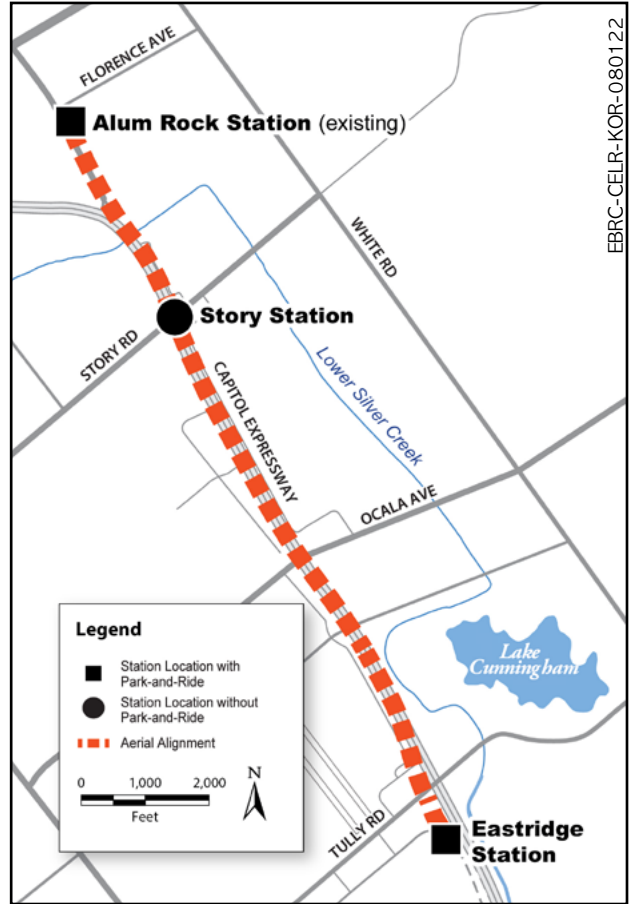 FLORENCE AVE
Alum Rock Station (existing)
EBRC-CELR-KOR-080122
WHITE RD
Story Station
STORY RD
CAPITOL EXPRESSWAY
Lower Silver Creek
OCALA AVE
Lake
Cunningham
Legend
Station Location with
Park-and-Ride
Station Location without
Park-and-Ride
Aerial Alignment
0 1,000 2,000
Feet
N
TULLY RD
Eastridge
Station